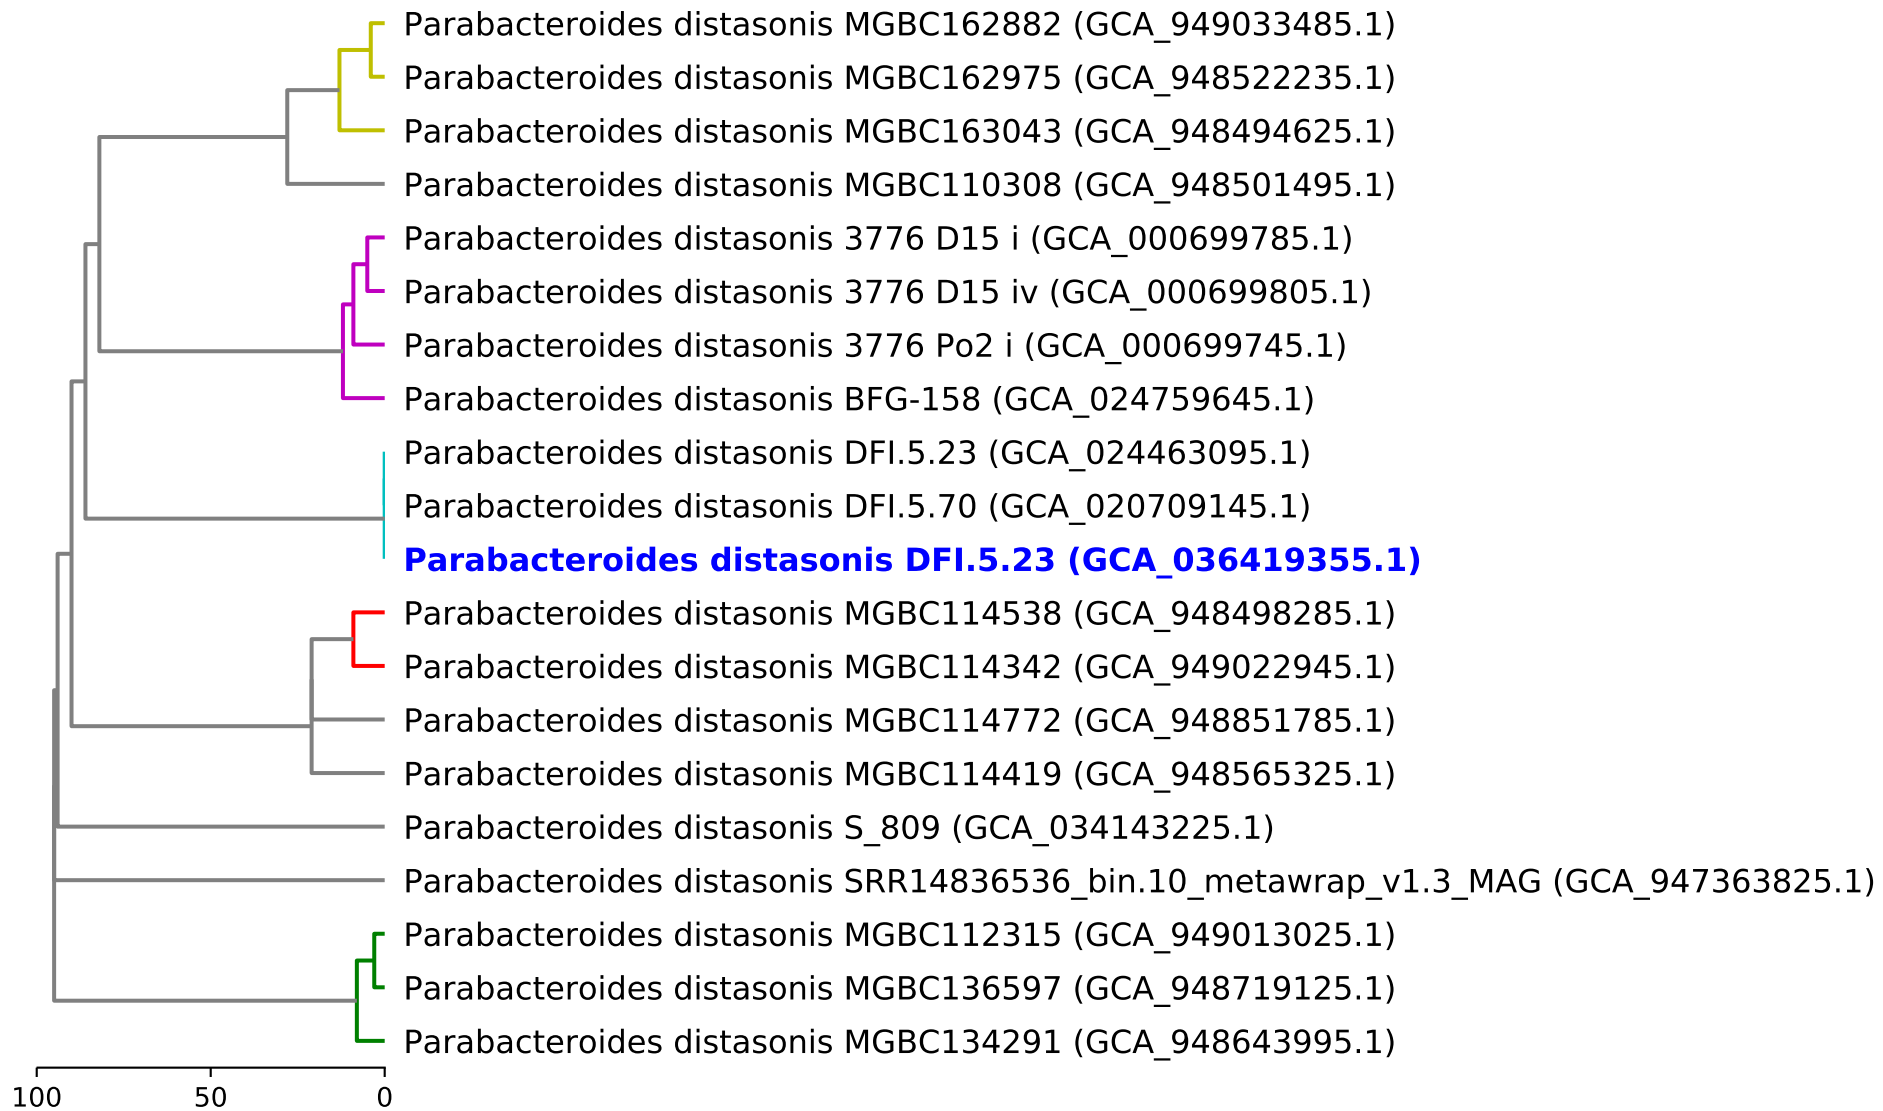 Parabacteroides distasonis MGBC162882 (GCA_949033485.1)
Parabacteroides distasonis MGBC162975 (GCA_948522235.1)
Parabacteroides distasonis MGBC163043 (GCA_948494625.1)
Parabacteroides distasonis MGBC110308 (GCA_948501495.1)
Parabacteroides distasonis 3776 D15 i (GCA_000699785.1)
Parabacteroides distasonis 3776 D15 iv (GCA_000699805.1)
Parabacteroides distasonis 3776 Po2 i (GCA_000699745.1)
Parabacteroides distasonis BFG-158 (GCA_024759645.1)
Parabacteroides distasonis DFI.5.23 (GCA_024463095.1)
Parabacteroides distasonis DFI.5.70 (GCA_020709145.1)
Parabacteroides distasonis DFI.5.23 (GCA_036419355.1)
Parabacteroides distasonis MGBC114538 (GCA_948498285.1)
Parabacteroides distasonis MGBC114342 (GCA_949022945.1)
Parabacteroides distasonis MGBC114772 (GCA_948851785.1)
Parabacteroides distasonis MGBC114419 (GCA_948565325.1)
Parabacteroides distasonis S_809 (GCA_034143225.1)
Parabacteroides distasonis SRR14836536_bin.10_metawrap_v1.3_MAG (GCA_947363825.1)
Parabacteroides distasonis MGBC112315 (GCA_949013025.1)
Parabacteroides distasonis MGBC136597 (GCA_948719125.1)
Parabacteroides distasonis MGBC134291 (GCA_948643995.1)
100 50 0